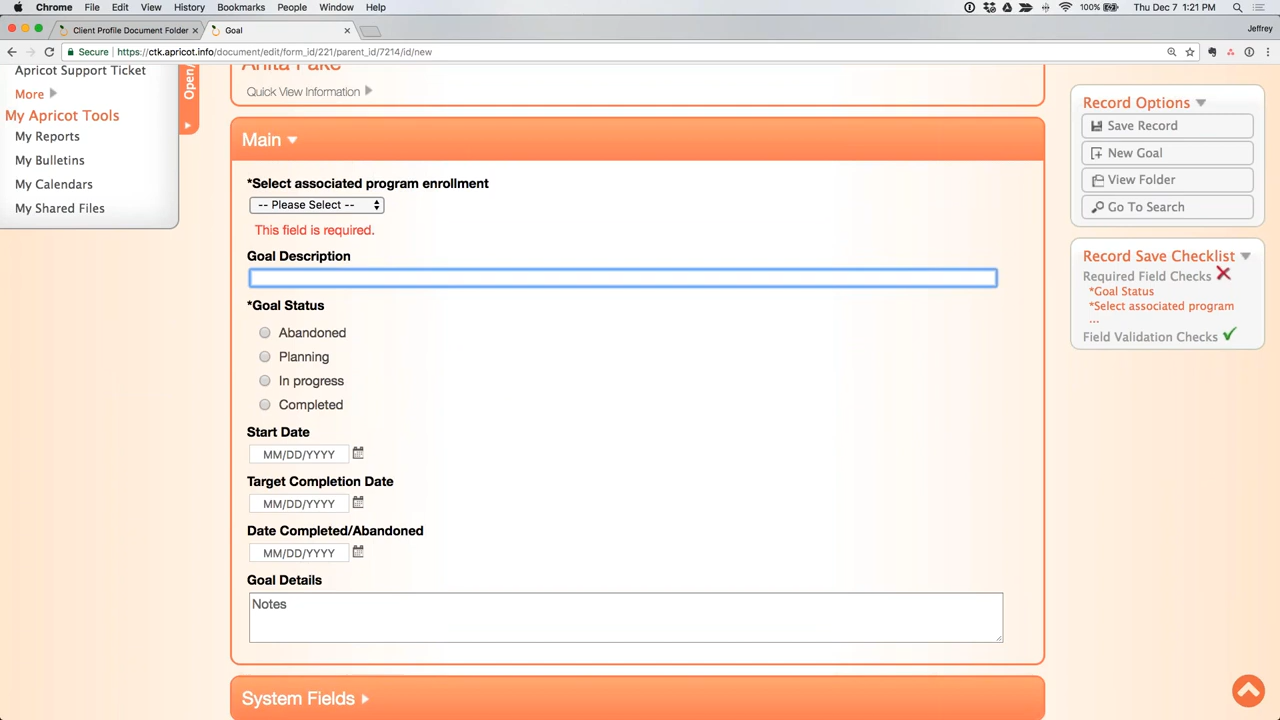 Chrome File Edit View History Bookmarks People Window Help 100% Thu Dec 7 1:21 PM
Client Profile Document Folder × Goal × Jeffrey
Secure https://ctk.apricot.info/document/edit/form_id/221/parent_id/7214/id/new
Apricot Support Ticket
More
My Apricot Tools
My Reports
My Bulletins
My Calendars
My Shared Files
Open/
Anita Fake
Quick View Information
Main
*Select associated program enrollment
-- Please Select --
This field is required.
Goal Description
*Goal Status
Abandoned
Planning
In progress
Completed
Start Date
MM/DD/YYYY
Target Completion Date
MM/DD/YYYY
Date Completed/Abandoned
MM/DD/YYYY
Goal Details
Notes
System Fields
Record Options
Save Record
New Goal
View Folder
Go To Search
Record Save Checklist
Required Field Checks
*Goal Status
*Select associated program
...
Field Validation Checks